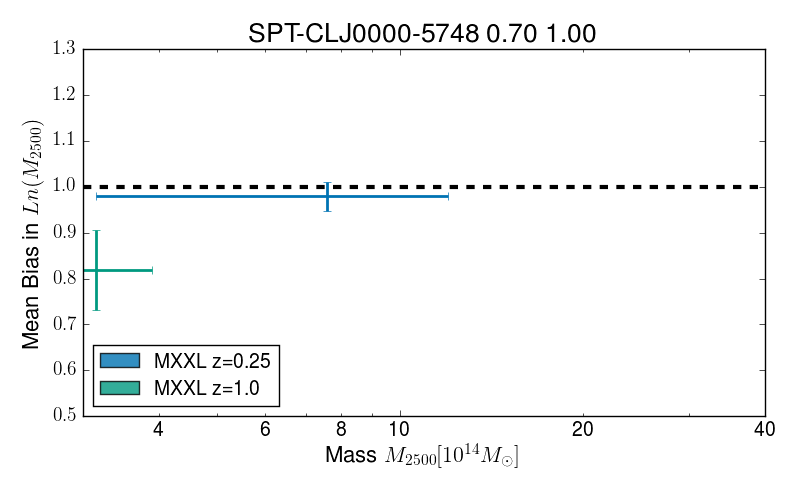 SPT-CLJ0000-5748 0.70 1.00
1.3
1.2
1.1
1.0
0.9
0.8
0.7
0.6
0.5
Mean Bias in Ln(M₂₅₀₀)
MXXL z=0.25
MXXL z=1.0
4 6 8 10 20 40
Mass M₂₅₀₀[10¹⁴M☉]